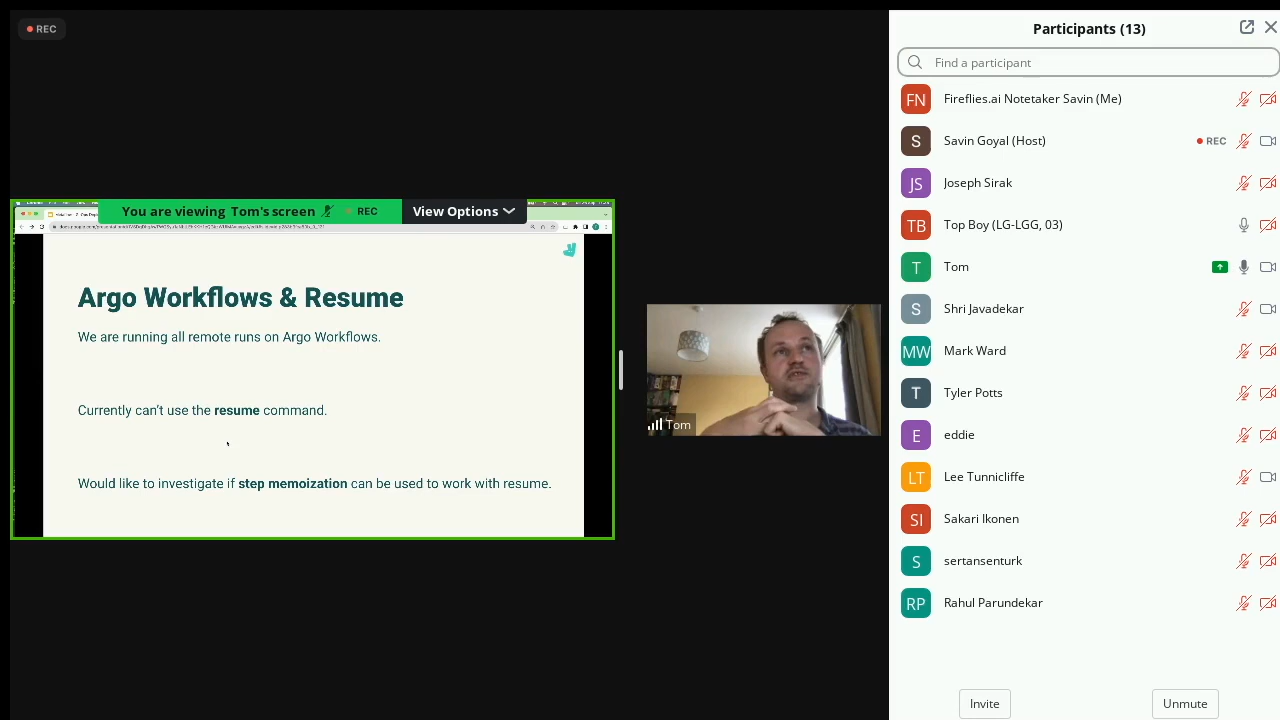 REC
You are viewing Tom's screen
REC
View Options
Argo Workflows & Resume
We are running all remote runs on Argo Workflows.
Currently can't use the resume command.
Would like to investigate if step memoization can be used to work with resume.
Tom
Participants (13)
Find a participant
FN Fireflies.ai Notetaker Savin (Me)
S Savin Goyal (Host) REC
JS Joseph Sirak
TB Top Boy (LG-LGG, 03)
T Tom
S Shri Javadekar
MW Mark Ward
T Tyler Potts
E eddie
LT Lee Tunnicliffe
SI Sakari Ikonen
S sertansenturk
RP Rahul Parundekar
Invite
Unmute